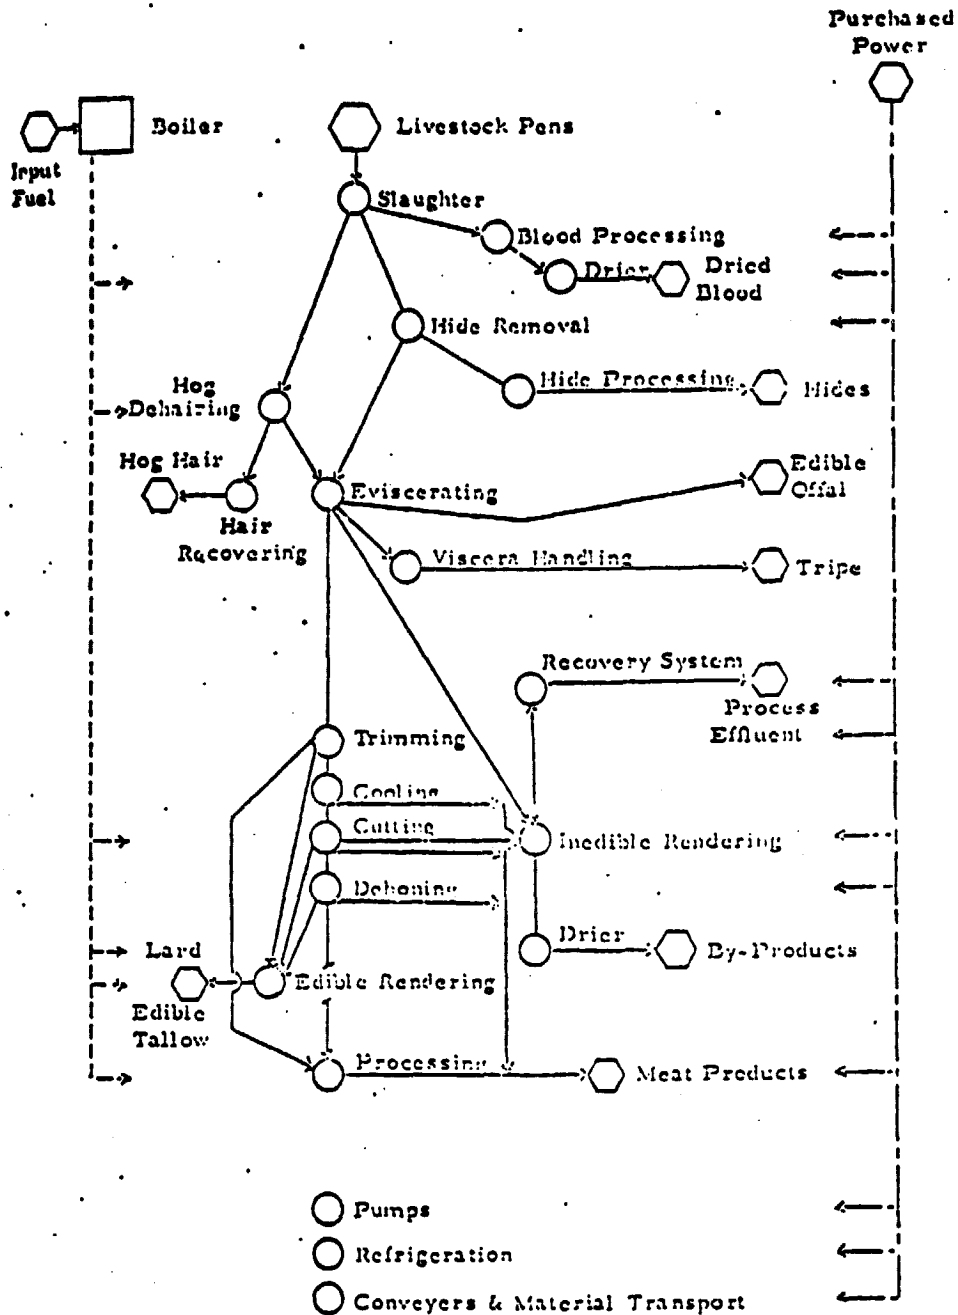 Purchased
Power
Boiler
Livestock Pens
Input
Fuel
Slaughter
Blood Processing
Drier
Dried
Blood
Hide Removal
Hog
Dehairing
Hide Processing
Hides
Hog Hair
Eviscerating
Edible
Offal
Hair
Recovering
Viscera Handling
Tripe
Recovery System
Process
Effluent
Trimming
Cooling
Cutting
Inedible Rendering
Deboning
Drier
By-Products
Lard
Edible Rendering
Edible
Tallow
Processing
Meat Products
Pumps
Refrigeration
Conveyers & Material Transport